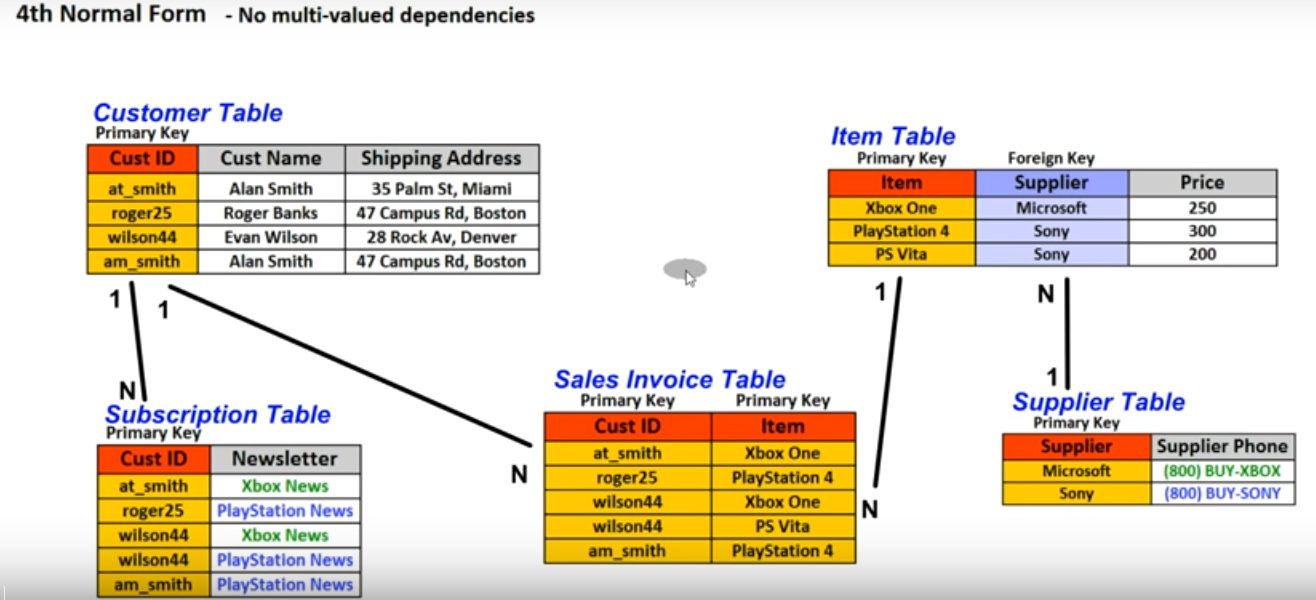 4th Normal Form - No multi-valued dependencies
Customer Table
Primary Key
Cust ID Cust Name Shipping Address
at_smith Alan Smith 35 Palm St, Miami
roger25 Roger Banks 47 Campus Rd, Boston
wilson44 Evan Wilson 28 Rock Av, Denver
am_smith Alan Smith 47 Campus Rd, Boston
Item Table
Primary Key Foreign Key
Item Supplier Price
Xbox One Microsoft 250
PlayStation 4 Sony 300
PS Vita Sony 200
1 1
1 N
N
N
N
1
Subscription Table
Primary Key
Cust ID Newsletter
at_smith Xbox News
roger25 PlayStation News
wilson44 Xbox News
wilson44 PlayStation News
am_smith PlayStation News
Sales Invoice Table
Primary Key Primary Key
Cust ID Item
at_smith Xbox One
roger25 PlayStation 4
wilson44 Xbox One
wilson44 PS Vita
am_smith PlayStation 4
Supplier Table
Primary Key
Supplier Supplier Phone
Microsoft (800) BUY-XBOX
Sony (800) BUY-SONY